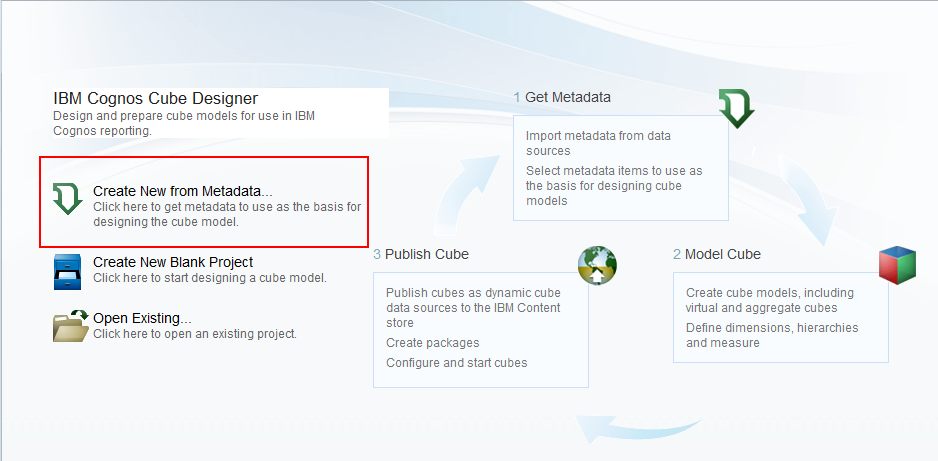 IBM Cognos Cube Designer
Design and prepare cube models for use in IBM
Cognos reporting.
Create New from Metadata...
Click here to get metadata to use as the basis for
designing the cube model.
Create New Blank Project
Click here to start designing a cube model.
Open Existing...
Click here to open an existing project.
1 Get Metadata
Import metadata from data
sources
Select metadata items to use as
the basis for designing cube
models
2 Model Cube
Create cube models, including
virtual and aggregate cubes
Define dimensions, hierarchies
and measure
3 Publish Cube
Publish cubes as dynamic cube
data sources to the IBM Content
store
Create packages
Configure and start cubes